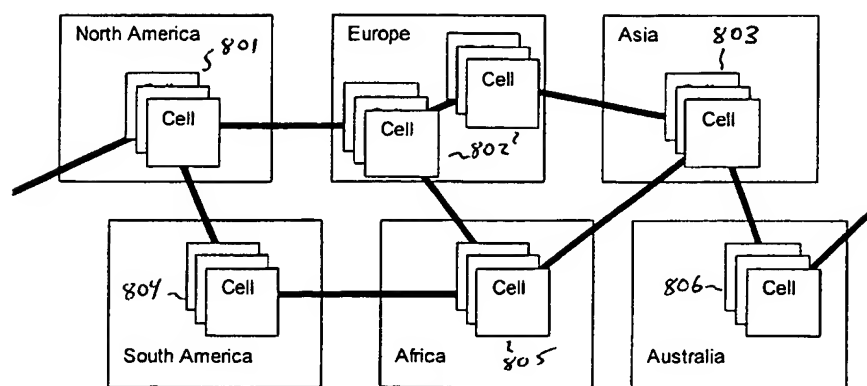 North America
801
Cell
Europe
Cell
Cell
802
Asia
803
Cell
804
Cell
South America
Cell
Africa
805
806
Cell
Australia